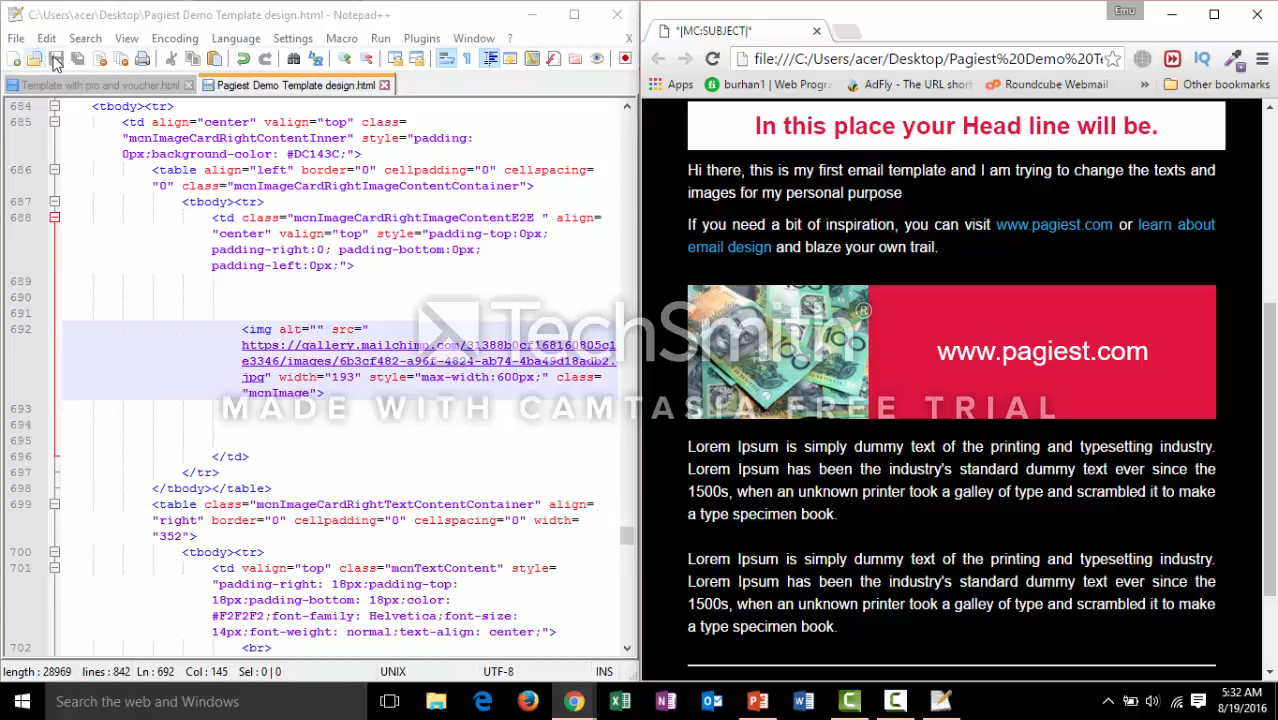 C:\Users\acer\Desktop\Pagiest Demo Template design.html - Notepad++
File Edit Search View Encoding Language Settings Macro Run Plugins Window ? X
Template with pro and voucher.html Pagiest Demo Template design.html
684 <tbody><tr>
685 <td align="center" valign="top" class=
"mcnImageCardRightContentInner" style="padding:
0px;background-color: #DC143C;">
686 <table align="left" border="0" cellpadding="0" cellspacing=
"0" class="mcnImageCardRightImageContentContainer">
687 <tbody><tr>
688 <td class="mcnImageCardRightImageContentE2E " align=
"center" valign="top" style="padding-top:0px;
padding-right:0; padding-bottom:0px;
padding-left:0px;">
689
690
691
692 <img alt="" src="
https://gallery.mailchimp.com/31388b0cf168160805c1
e3346/images/6b3cf482-a96f-4824-ab74-4ba49d18adb2.
jpg" width="193" style="max-width:600px;" class=
"mcnImage">
693
694
695
696 </td>
697 </tr>
698 </tbody></table>
699 <table class="mcnImageCardRightTextContentContainer" align=
"right" border="0" cellpadding="0" cellspacing="0" width=
"352">
700 <tbody><tr>
701 <td valign="top" class="mcnTextContent" style=
"padding-right: 18px;padding-top:
18px;padding-bottom: 18px;color:
#F2F2F2;font-family: Helvetica;font-size:
14px;font-weight: normal;text-align: center;">
702 <br>
length : 28969 lines : 842 Ln : 692 Col : 145 Sel : 0 | 0 UNIX UTF-8 INS
Emu
*|MC:SUBJECT|*
file:///C:/Users/acer/Desktop/Pagiest%20Demo%20Te
IQ
Apps burhan1 | Web Progra AdFly - The URL short Roundcube Webmail » Other bookmarks
In this place your Head line will be.
Hi there, this is my first email template and I am trying to change the texts and
images for my personal purpose
If you need a bit of inspiration, you can visit www.pagiest.com or learn about
email design and blaze your own trail.
100
www.pagiest.com
Lorem Ipsum is simply dummy text of the printing and typesetting industry.
Lorem Ipsum has been the industry's standard dummy text ever since the
1500s, when an unknown printer took a galley of type and scrambled it to make
a type specimen book.
Lorem Ipsum is simply dummy text of the printing and typesetting industry.
Lorem Ipsum has been the industry's standard dummy text ever since the
1500s, when an unknown printer took a galley of type and scrambled it to make
a type specimen book.
TechSmith®
MADE WITH CAMTASIA FREE TRIAL
Search the web and Windows
5:32 AM
8/19/2016